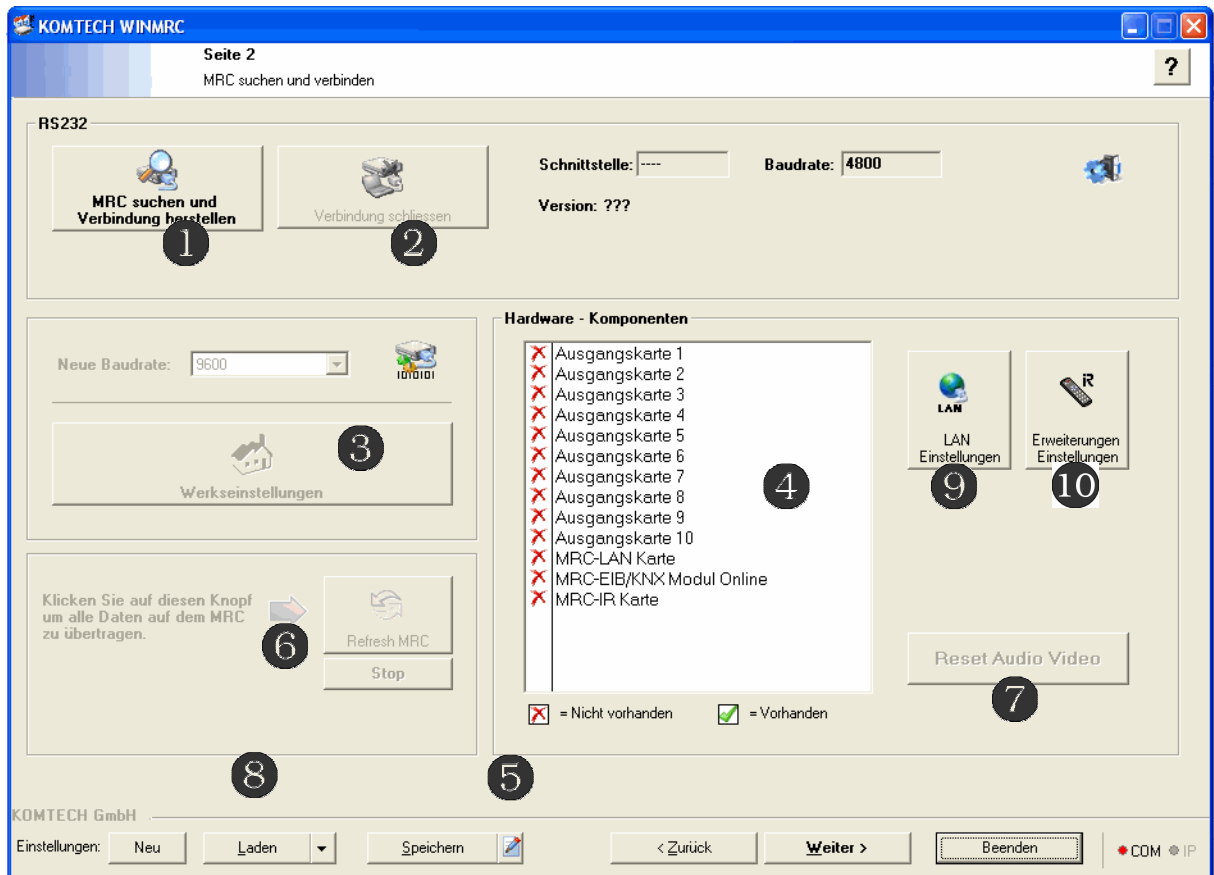 KOMTECH WINMRC
Seite 2
MRC suchen und verbinden
?
RS232
MRC suchen und
Verbindung herstellen
1
Verbindung schliessen
2
Schnittstelle: ----
Baudrate: 4800
Version: ???
Neue Baudrate: 9600
3
Werkseinstellungen
Klicken Sie auf diesen Knopf
um alle Daten auf dem MRC
zu übertragen.
6
Refresh MRC
Stop
Hardware - Komponenten
Ausgangskarte 1
Ausgangskarte 2
Ausgangskarte 3
Ausgangskarte 4
Ausgangskarte 5
Ausgangskarte 6
Ausgangskarte 7
Ausgangskarte 8
Ausgangskarte 9
Ausgangskarte 10
MRC-LAN Karte
MRC-EIB/KNX Modul Online
MRC-IR Karte
4
= Nicht vorhanden
= Vorhanden
LAN
LAN
Einstellungen
9
iR
Erweiterungen
Einstellungen
10
Reset Audio Video
7
8
5
KOMTECH GmbH
Einstellungen: Neu Laden Speichern < Zurück Weiter > Beenden COM IP